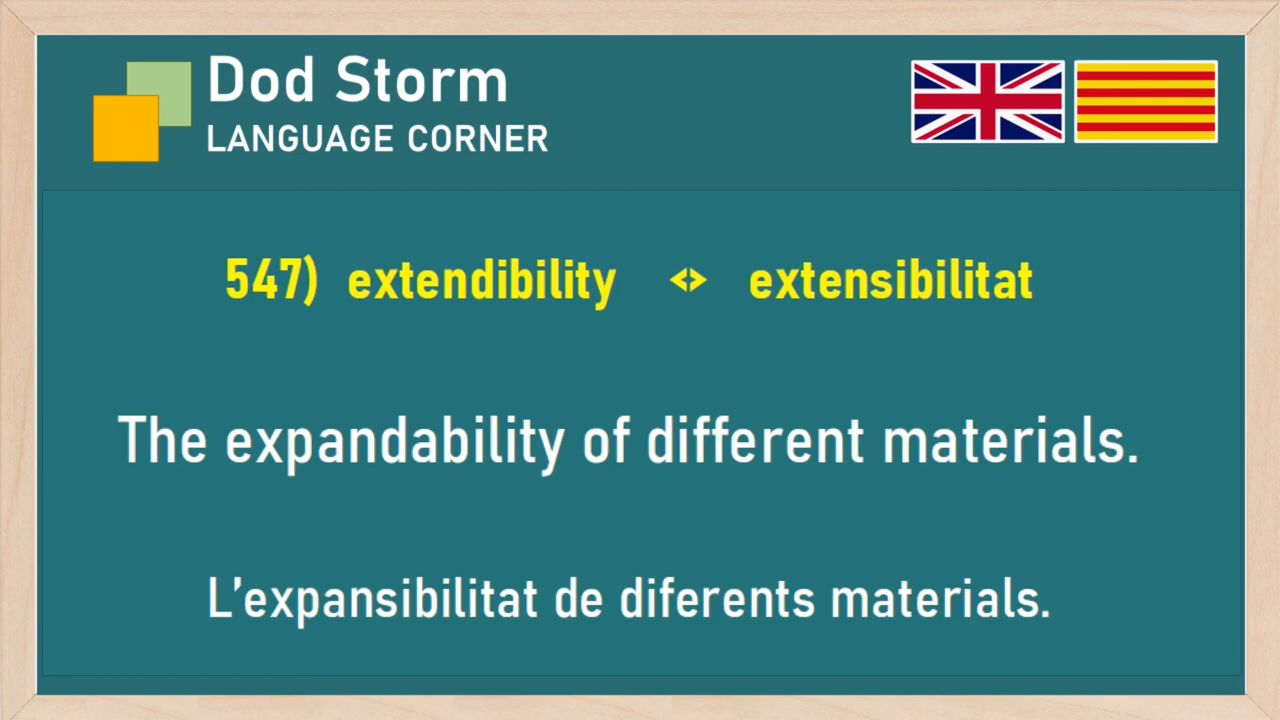 Dod Storm
LANGUAGE CORNER
547) extendibility <> extensibilitat
The expandability of different materials.
L’expansibilitat de diferents materials.